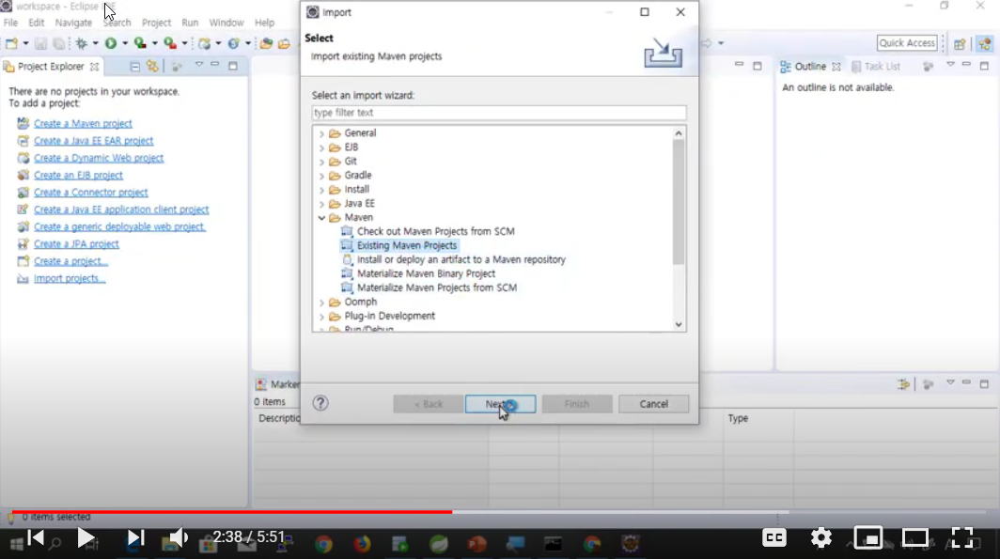 workspace - Eclipse
File Edit Navigate Search Project Run Window Help
Quick Access
Project Explorer
There are no projects in your workspace.
To add a project:
Create a Maven project
Create a Java EE EAR project
Create a Dynamic Web project
Create an EJB project
Create a Connector project
Create a Java EE application client project
Create a generic deployable web project.
Create a JPA project
Create a project...
Import projects...
Import
Select
Import existing Maven projects
Select an import wizard:
type filter text
General
EJB
Git
Gradle
Install
Java EE
Maven
Check out Maven Projects from SCM
Existing Maven Projects
Install or deploy an artifact to a Maven repository
Materialize Maven Binary Project
Materialize Maven Projects from SCM
Oomph
Plug-in Development
Run/Debug
?
< Back Next Finish Cancel
Outline Task List
An outline is not available.
Marker
0 items
Descriptio Type
0 items selected
2:38 / 5:51
CC